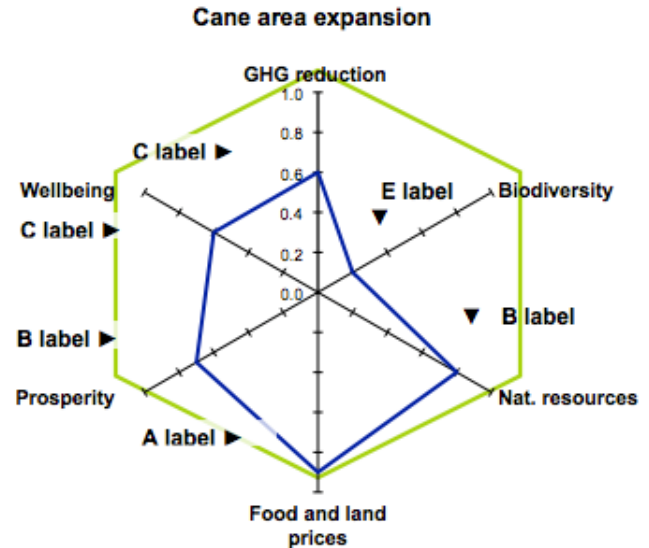 Cane area expansion
GHG reduction
1.0
0.8
C label ►
0.6
E label
Wellbeing
Biodiversity
0.4
▼
C label ►
0.2
0.0
▼ B label
B label ►
Prosperity
Nat. resources
A label ►
Food and land
prices